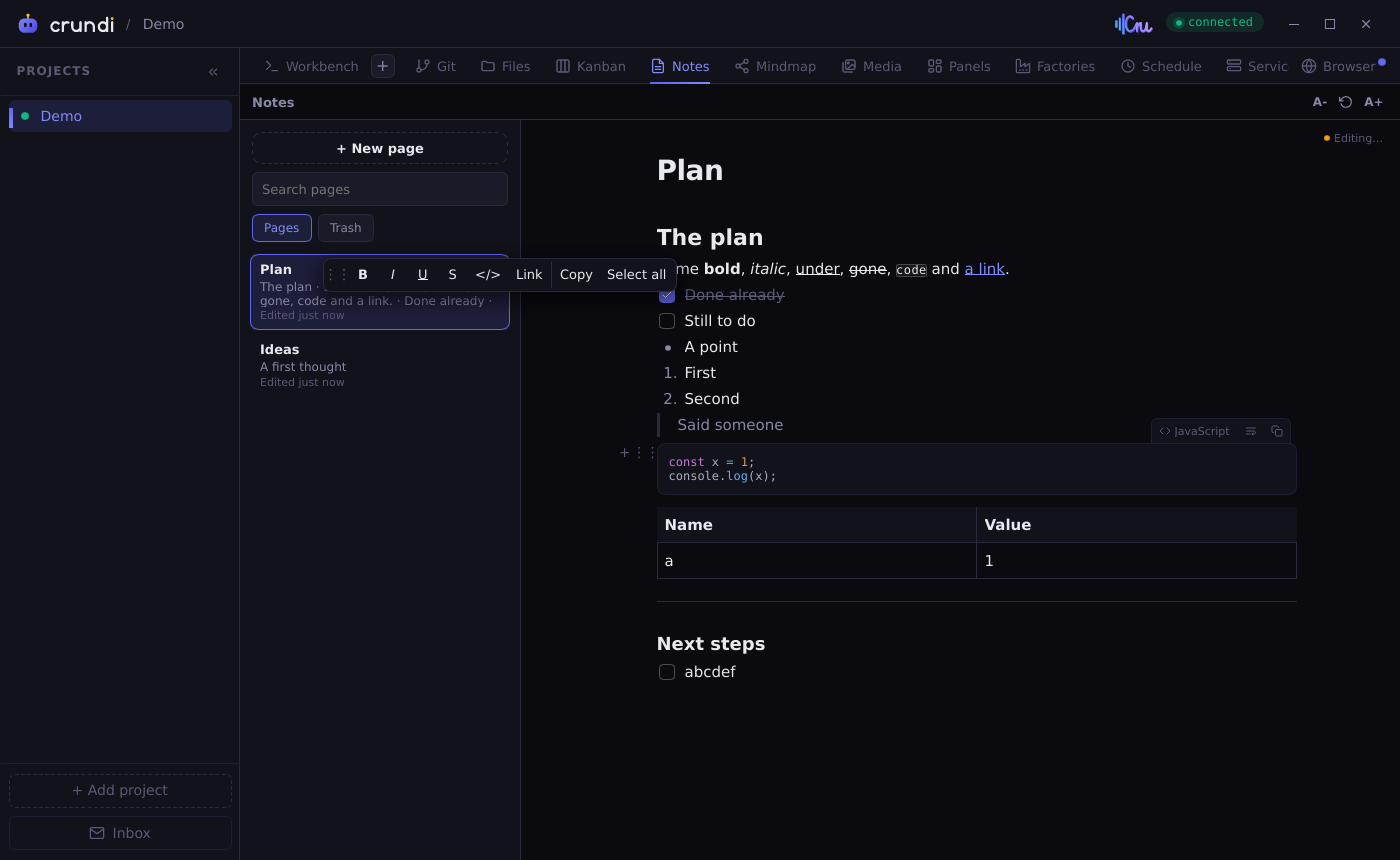 crundi / Demo
Cru
connected
PROJECTS «
Demo
+ Add project
Inbox
Workbench + Git Files Kanban Notes Mindmap Media Panels Factories Schedule Servic Browser
Notes
A- A+
+ New page
Search pages
Pages Trash
Plan
The plan ·
gone, code and a link. · Done already ·
Edited just now
Ideas
A first thought
Edited just now
B I U S </> Link Copy Select all
Editing...
Plan
The plan
me bold, italic, under, gone, code and a link.
Done already
Still to do
• A point
1. First
2. Second
Said someone
JavaScript
const x = 1;
console.log(x);
Name Value
a 1
Next steps
abcdef